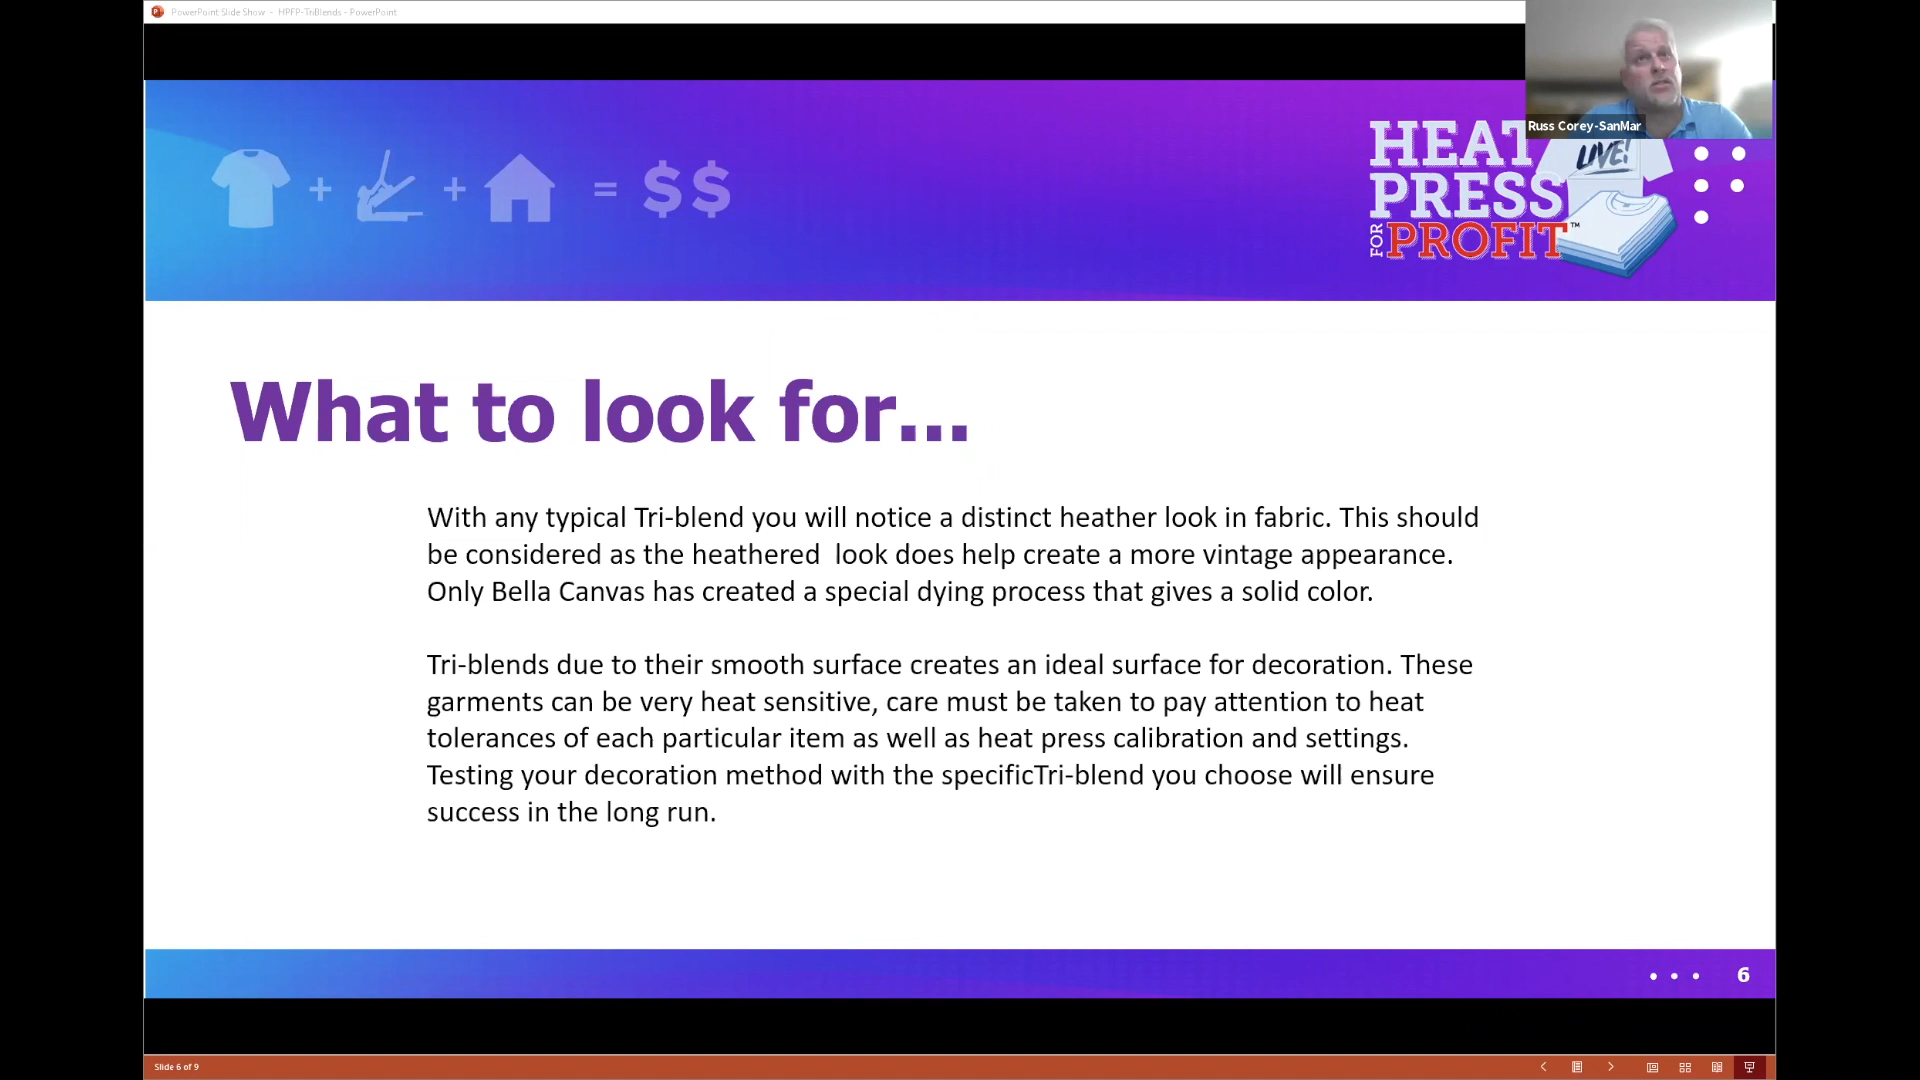 PowerPoint Slide Show - HPFP-TriBlends - PowerPoint
Russ Corey-SanMar
+ + = $$
HEAT
LIVE!
PRESS
FOR PROFIT™
What to look for...
With any typical Tri-blend you will notice a distinct heather look in fabric. This should
be considered as the heathered  look does help create a more vintage appearance.
Only Bella Canvas has created a special dying process that gives a solid color.
Tri-blends due to their smooth surface creates an ideal surface for decoration. These
garments can be very heat sensitive, care must be taken to pay attention to heat
tolerances of each particular item as well as heat press calibration and settings.
Testing your decoration method with the specificTri-blend you choose will ensure
success in the long run.
6
Slide 6 of 9